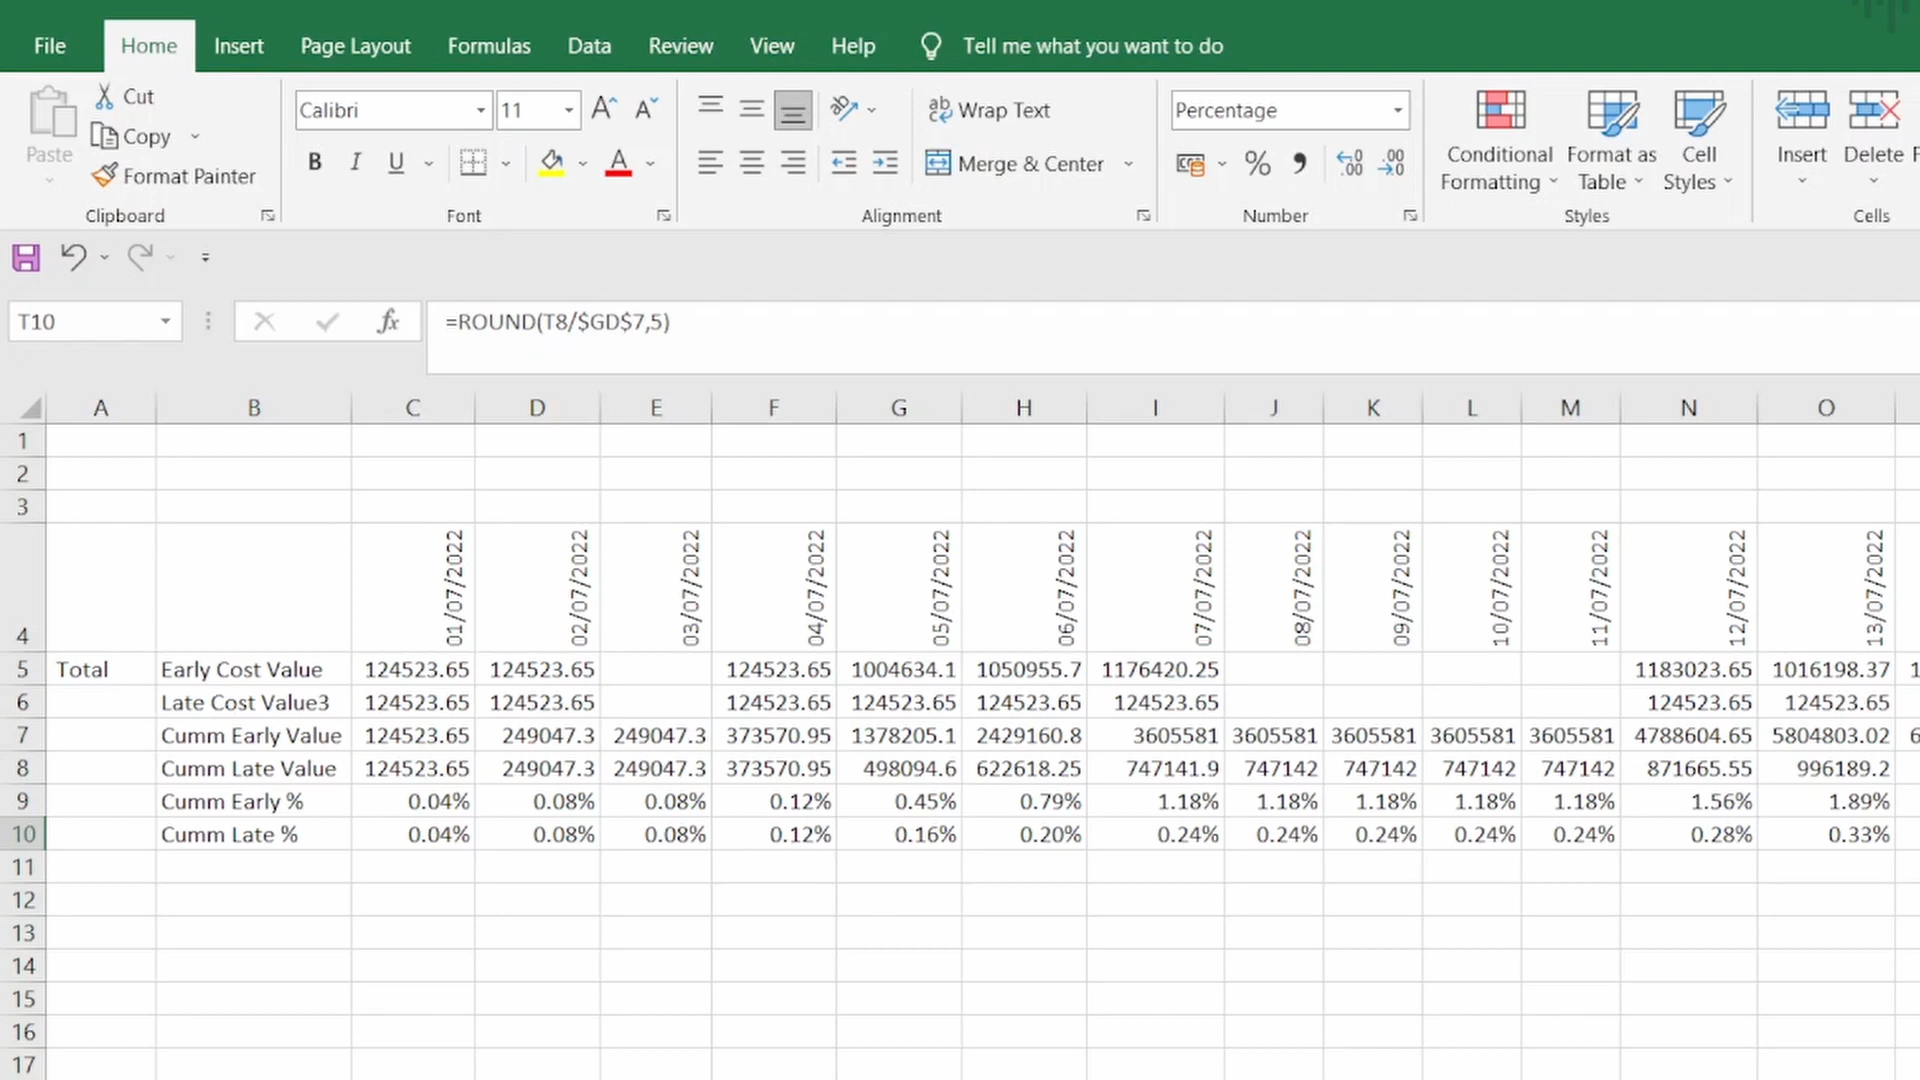 File Home Insert Page Layout Formulas Data Review View Help Tell me what you want to do
Paste
Cut
Copy
Format Painter
Clipboard
Calibri 11
B I U A
Font
ab Wrap Text
Merge & Center
Alignment
Percentage
% , .00 .00
Number
Conditional Formatting
Format as Table
Cell Styles
Styles
Insert
Delete
Cells
T10 fx =ROUND(T8/$GD$7,5)
A B C D E F G H I J K L M N O
1
2
3
4 01/07/2022 02/07/2022 03/07/2022 04/07/2022 05/07/2022 06/07/2022 07/07/2022 08/07/2022 09/07/2022 10/07/2022 11/07/2022 12/07/2022 13/07/2022
5 Total Early Cost Value 124523.65 124523.65 124523.65 1004634.1 1050955.7 1176420.25 1183023.65 1016198.37
6 Late Cost Value3 124523.65 124523.65 124523.65 124523.65 124523.65 124523.65 124523.65 124523.65
7 Cumm Early Value 124523.65 249047.3 249047.3 373570.95 1378205.1 2429160.8 3605581 3605581 3605581 3605581 3605581 4788604.65 5804803.02
8 Cumm Late Value 124523.65 249047.3 249047.3 373570.95 498094.6 622618.25 747141.9 747142 747142 747142 747142 871665.55 996189.2
9 Cumm Early % 0.04% 0.08% 0.08% 0.12% 0.45% 0.79% 1.18% 1.18% 1.18% 1.18% 1.18% 1.56% 1.89%
10 Cumm Late % 0.04% 0.08% 0.08% 0.12% 0.16% 0.20% 0.24% 0.24% 0.24% 0.24% 0.24% 0.28% 0.33%
11
12
13
14
15
16
17